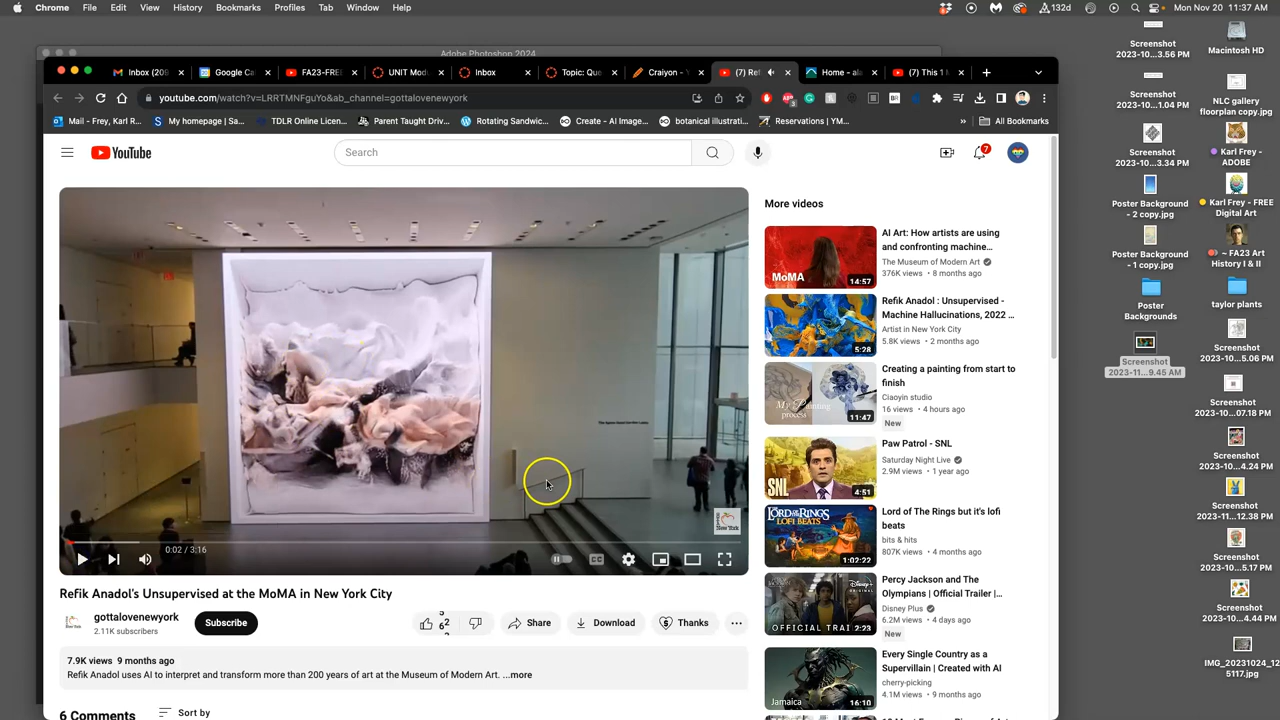 Chrome File Edit View History Bookmarks Profiles Tab Window Help 132d Mon Nov 20 11:37 AM
Adobe Photoshop 2024
Inbox (209 Google Ca FA23-FREE UNIT Mod Inbox Topic: Que Craiyon - Y (7) Ref Home - ala (7) This 1
youtube.com/watch?v=LRRTMNFguYo&ab_channel=gottalovenewyork
Mail - Frey, Karl R... My homepage | Sa... TDLR Online Licen... Parent Taught Driv... Rotating Sandwic... Create - AI Image... botanical illustrati... Reservations | YM... » All Bookmarks
YouTube
Search
7
More videos
AI Art: How artists are using
and confronting machine...
The Museum of Modern Art
376K views • 8 months ago
MoMA
14:57
Refik Anadol : Unsupervised -
Machine Hallucinations, 2022 ...
Artist in New York City
5.8K views • 2 months ago
5:28
Creating a painting from start to
finish
Ciaoyin studio
16 views • 4 hours ago
New
My Painting
process
11:47
Paw Patrol - SNL
Saturday Night Live
2.9M views • 1 year ago
SNL
4:51
Lord of The Rings but it's lofi
beats
bits & hits
807K views • 4 months ago
LORD OF THE RINGS
LOFI BEATS
1:02:22
Percy Jackson and The
Olympians | Official Trailer |...
Disney Plus
6.2M views • 4 days ago
New
Disney+
OFFICIAL TRAI
2:23
Every Single Country as a
Supervillain | Created with AI
cherry-picking
4.1M views • 9 months ago
Jamaica
16:10
New York
0:02 / 3:16
CC
Refik Anadol's Unsupervised at the MoMA in New York City
gottalovenewyork
2.11K subscribers
Subscribe
Share
Download
Thanks
7.9K views 9 months ago
Refik Anadol uses AI to interpret and transform more than 200 years of art at the Museum of Modern Art. ...more
6 Comments
Sort by
Screenshot
2023-10...3.56 PM
Screenshot
2023-10...1.04 PM
Screenshot
2023-10...3.34 PM
Poster Background
- 2 copy.jpg
Poster Background
- 1 copy.jpg
Poster
Backgrounds
Screenshot
2023-11...9.45 AM
Macintosh HD
NLC gallery
floorplan copy.jpg
Karl Frey -
ADOBE
Karl Frey - FREE
Digital Art
~ FA23 Art
History I & II
taylor plants
Screenshot
2023-10...5.06 PM
Screenshot
2023-10...07.18 PM
Screenshot
2023-10...4.24 PM
Screenshot
2023-11...12.38 PM
Screenshot
2023-10...5.17 PM
Screenshot
2023-10...4.44 PM
IMG_20231024_12
5117.jpg